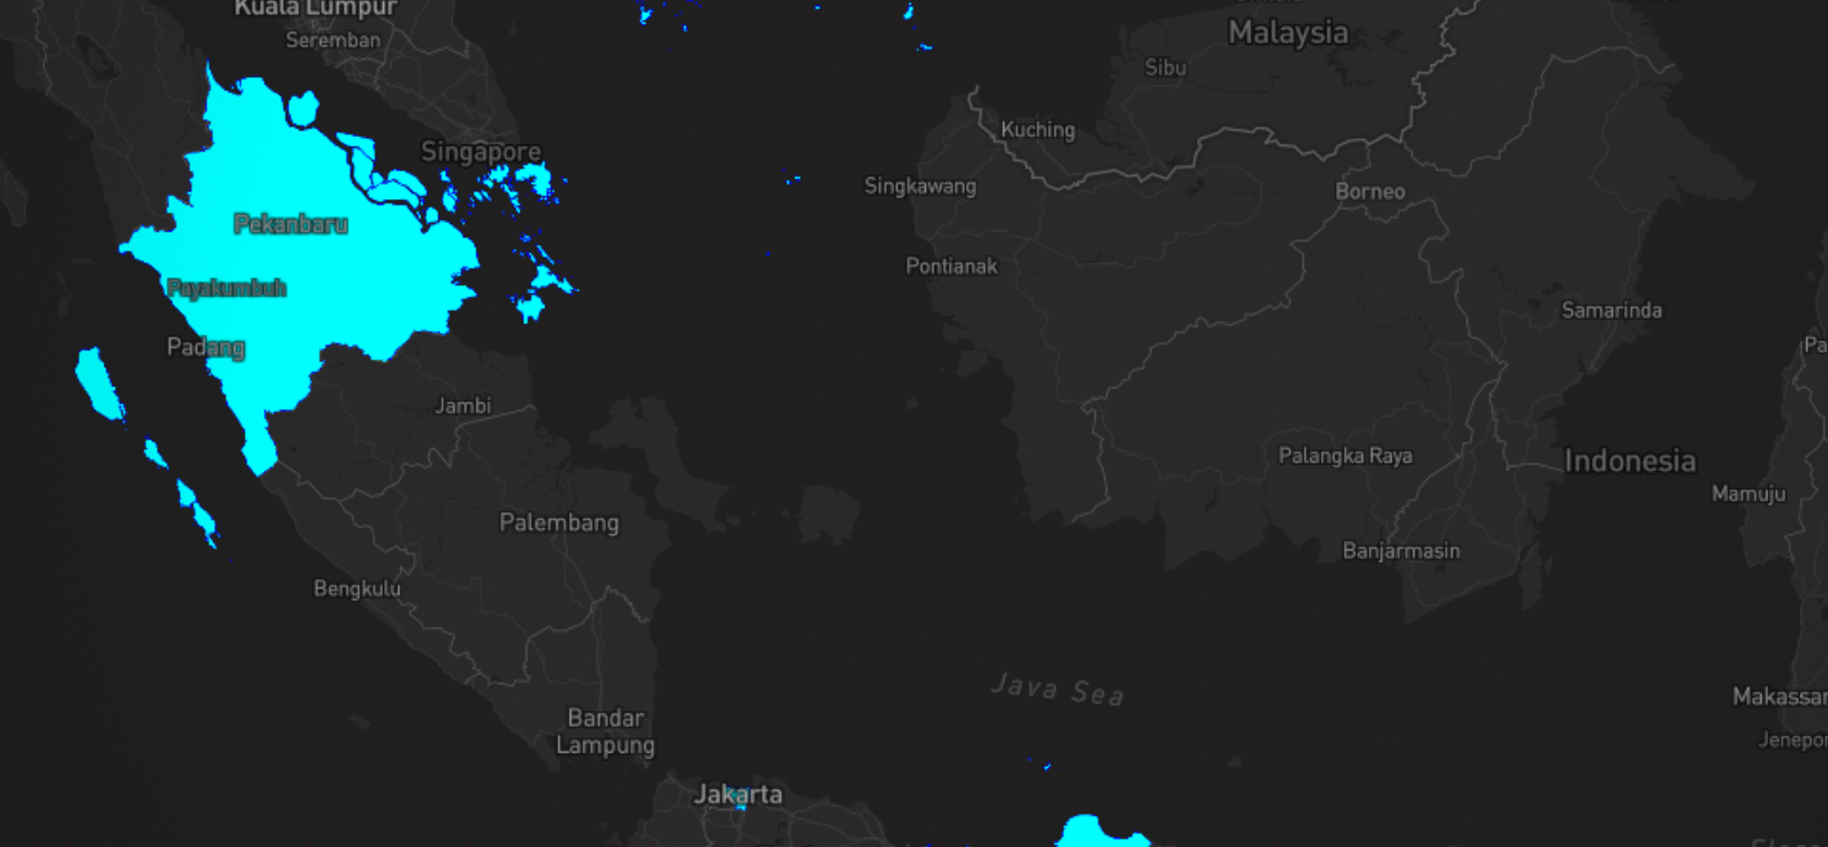 Kuala Lumpur
Seremban
Malaysia
Sibu
Kuching
Singapore
Singkawang
Borneo
Pekanbaru
Pontianak
Payakumbuh
Samarinda
Padang
Pa
Jambi
Palangka Raya
Indonesia
Mamuju
Palembang
Banjarmasin
Bengkulu
Java Sea
Makassar
Bandar
Lampung
Jenepor
Jakarta